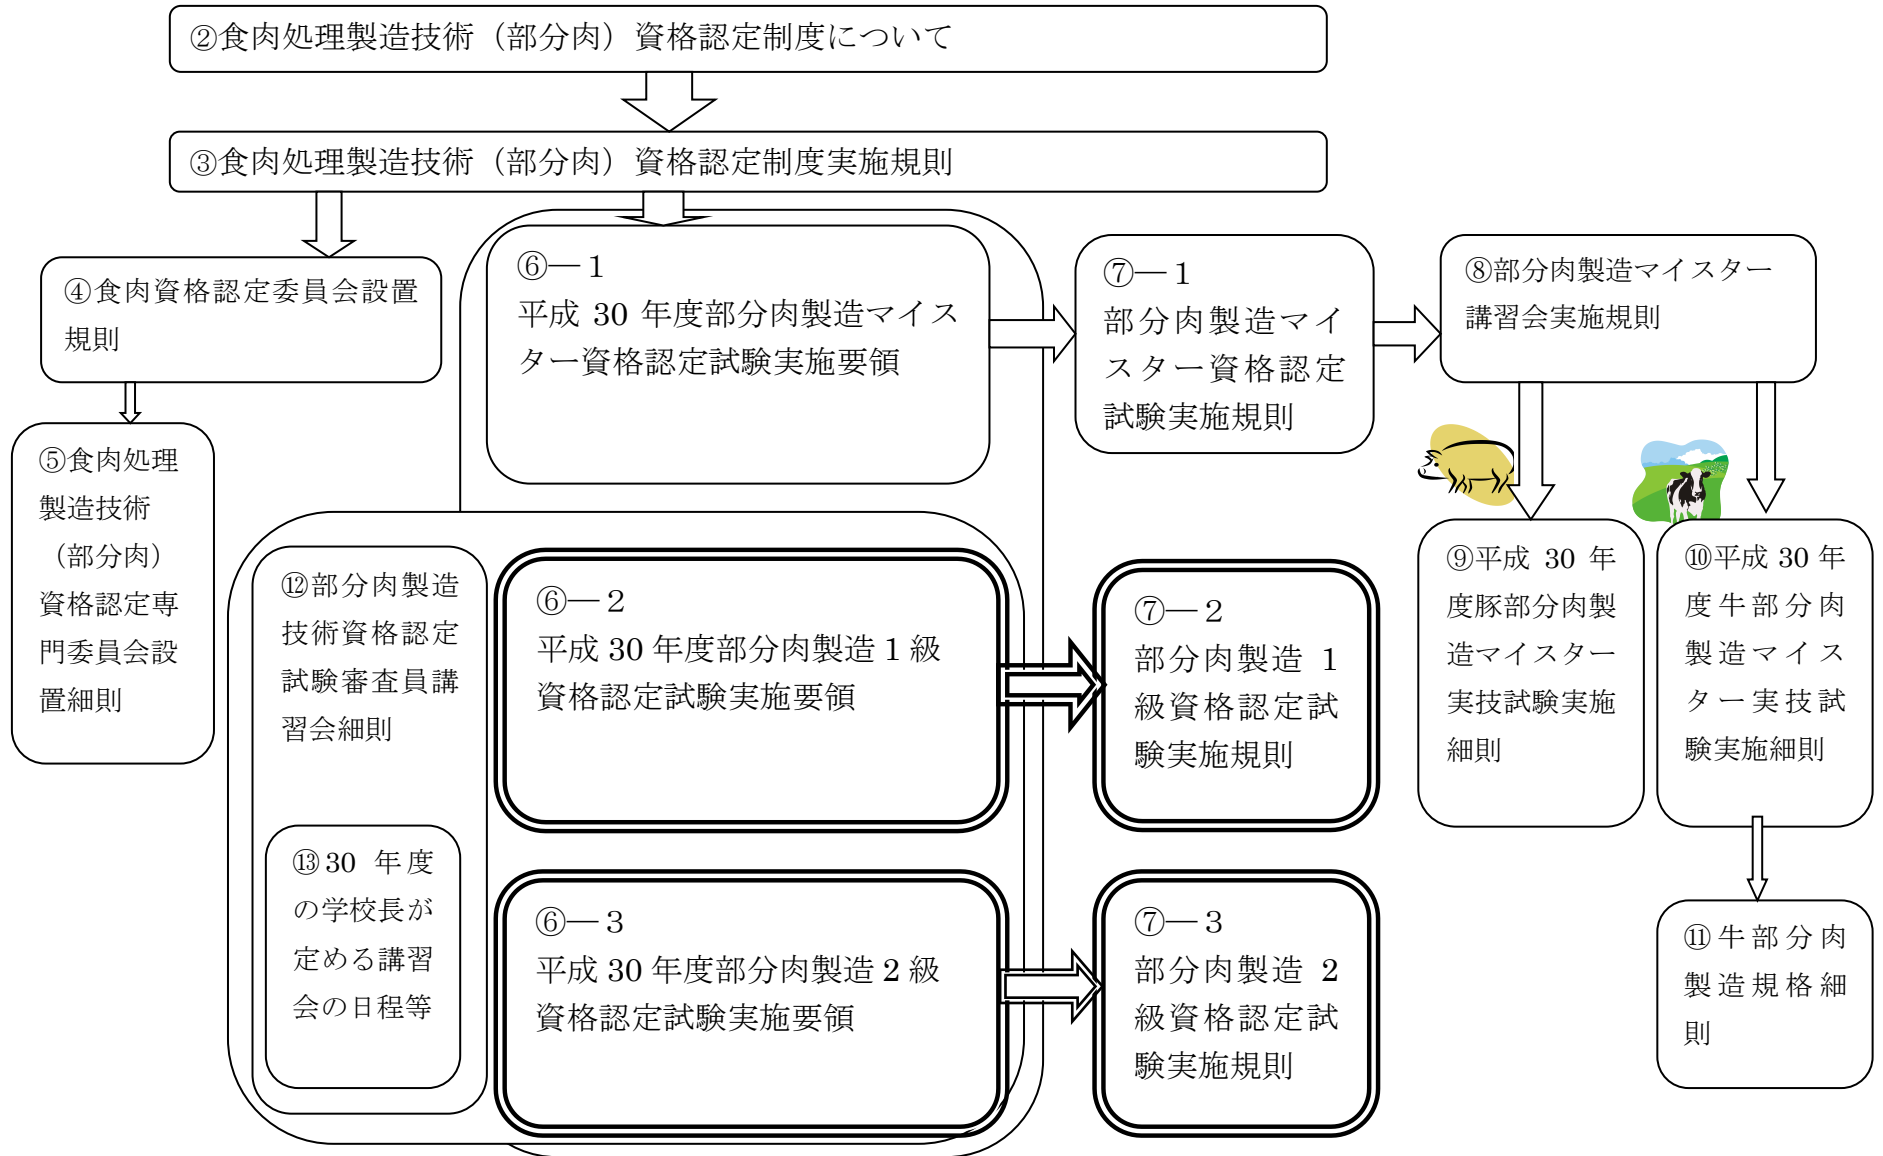 ②食肉処理製造技術（部分肉）資格認定制度について
③食肉処理製造技術（部分肉）資格認定制度実施規則
④食肉資格認定委員会設置
規則
⑤食肉処理
製造技術
（部分肉）
資格認定専
門委員会設
置細則
⑥―１
平成 30 年度部分肉製造マイス
ター資格認定試験実施要領
⑦―１
部分肉製造マイ
スター資格認定
試験実施規則
⑧部分肉製造マイスター
講習会実施規則
⑨平成 30 年
度豚部分肉製
造マイスター
実技試験実施
細則
⑩平成 30 年
度牛部分肉
製造マイス
ター実技試
験実施細則
⑪牛部分肉
製造規格細
則
⑫部分肉製造
技術資格認定
試験審査員講
習会細則
⑬30 年度
の学校長が
定める講習
会の日程等
⑥―２
平成 30 年度部分肉製造 1 級
資格認定試験実施要領
⑦―２
部分肉製造 1
級資格認定試
験実施規則
⑥―３
平成 30 年度部分肉製造 2 級
資格認定試験実施要領
⑦―３
部分肉製造 2
級資格認定試
験実施規則